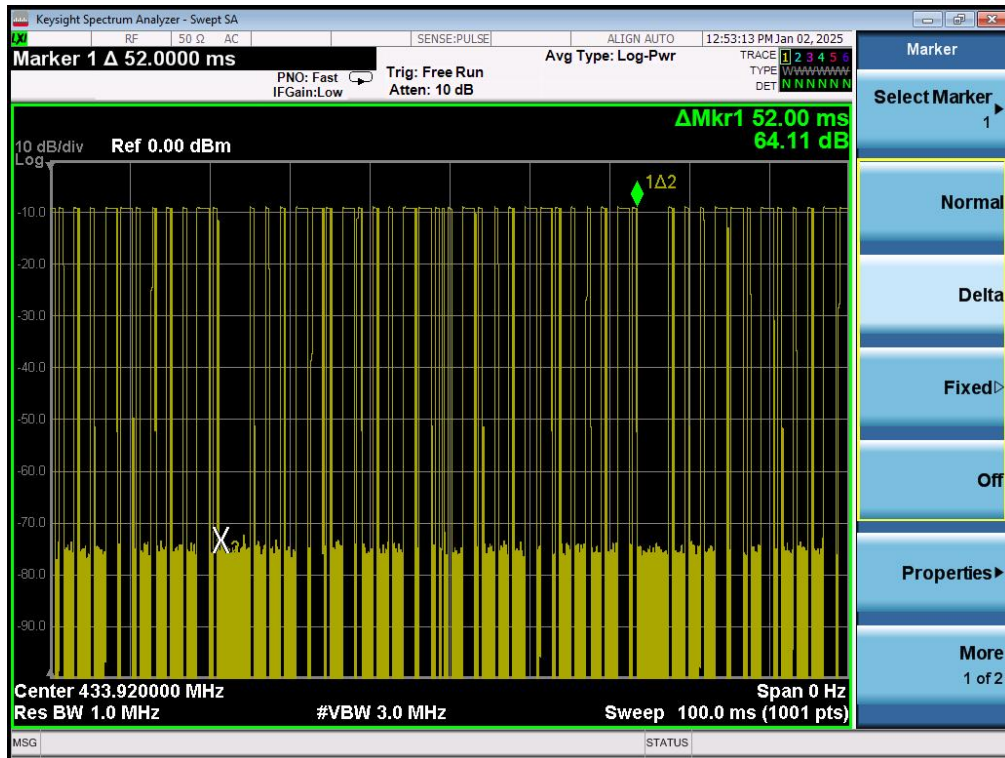 Keysight Spectrum Analyzer - Swept SA
LXI RF 50 Ω AC SENSE:PULSE ALIGN AUTO 12:53:13 PM Jan 02, 2025
Marker 1 Δ 52.0000 ms
PNO: Fast
IFGain:Low
Trig: Free Run
Atten: 10 dB
Avg Type: Log-Pwr
TRACE 1 2 3 4 5 6
TYPE WWWWWW
DET N N N N N N
ΔMkr1 52.00 ms
64.11 dB
10 dB/div Ref 0.00 dBm
Log
1Δ2
-10.0
-20.0
-30.0
-40.0
-50.0
-60.0
-70.0
X2
-80.0
-90.0
Center 433.920000 MHz Span 0 Hz
Res BW 1.0 MHz #VBW 3.0 MHz Sweep 100.0 ms (1001 pts)
MSG STATUS
Marker
Select Marker
1
Normal
Delta
Fixed
Off
Properties
More
1 of 2